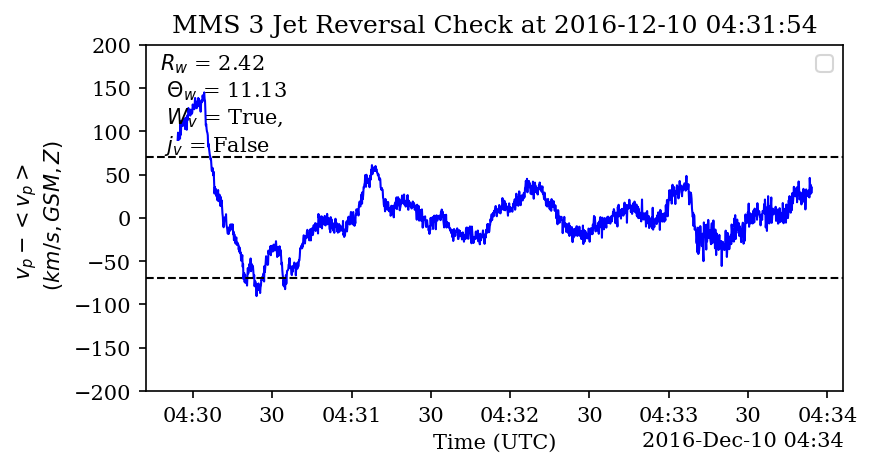 MMS 3 Jet Reversal Check at 2016-12-10 04:31:54
R_w = 2.42
Θ_w = 11.13
W_v = True,
j_v = False
v_p − < v_p >
(km/s, GSM, Z)
200
150
100
50
0
−50
−100
−150
−200
04:30 30 04:31 30 04:32 30 04:33 30 04:34
Time (UTC) 2016-Dec-10 04:34